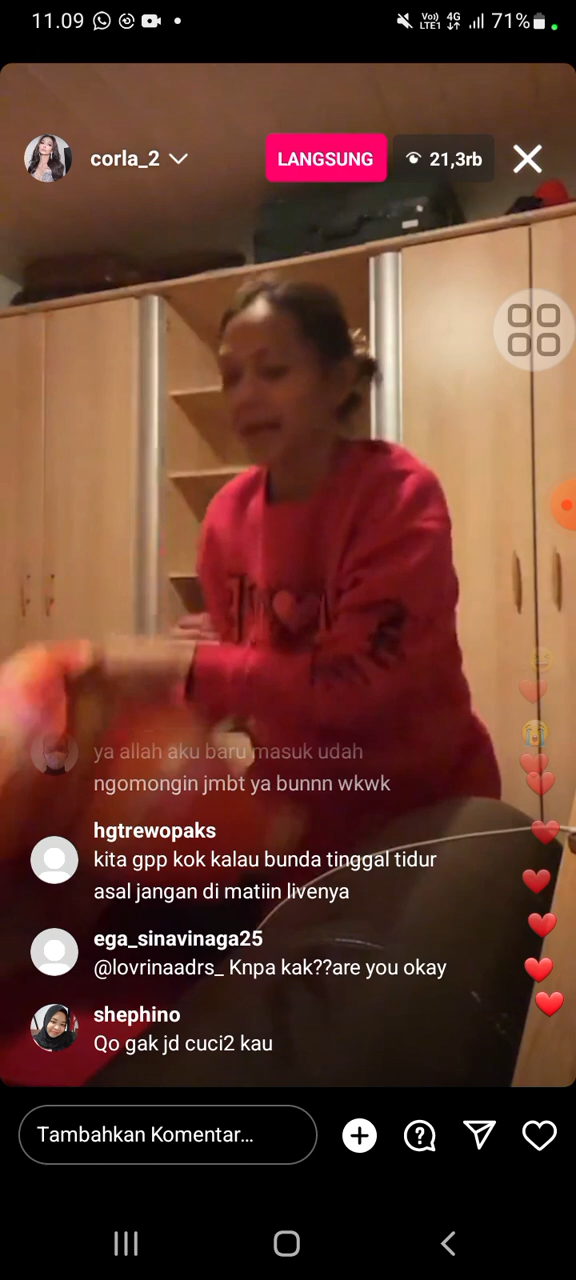 11.09
Vo))
LTE1
4G
71%
corla_2
LANGSUNG
21,3rb
ya allah aku baru masuk udah
ngomongin jmbt ya bunnn wkwk
hgtrewopaks
kita gpp kok kalau bunda tinggal tidur
asal jangan di matiin livenya
ega_sinavinaga25
@lovrinaadrs_ Knpa kak??are you okay
shephino
Qo gak jd cuci2 kau
Tambahkan Komentar...